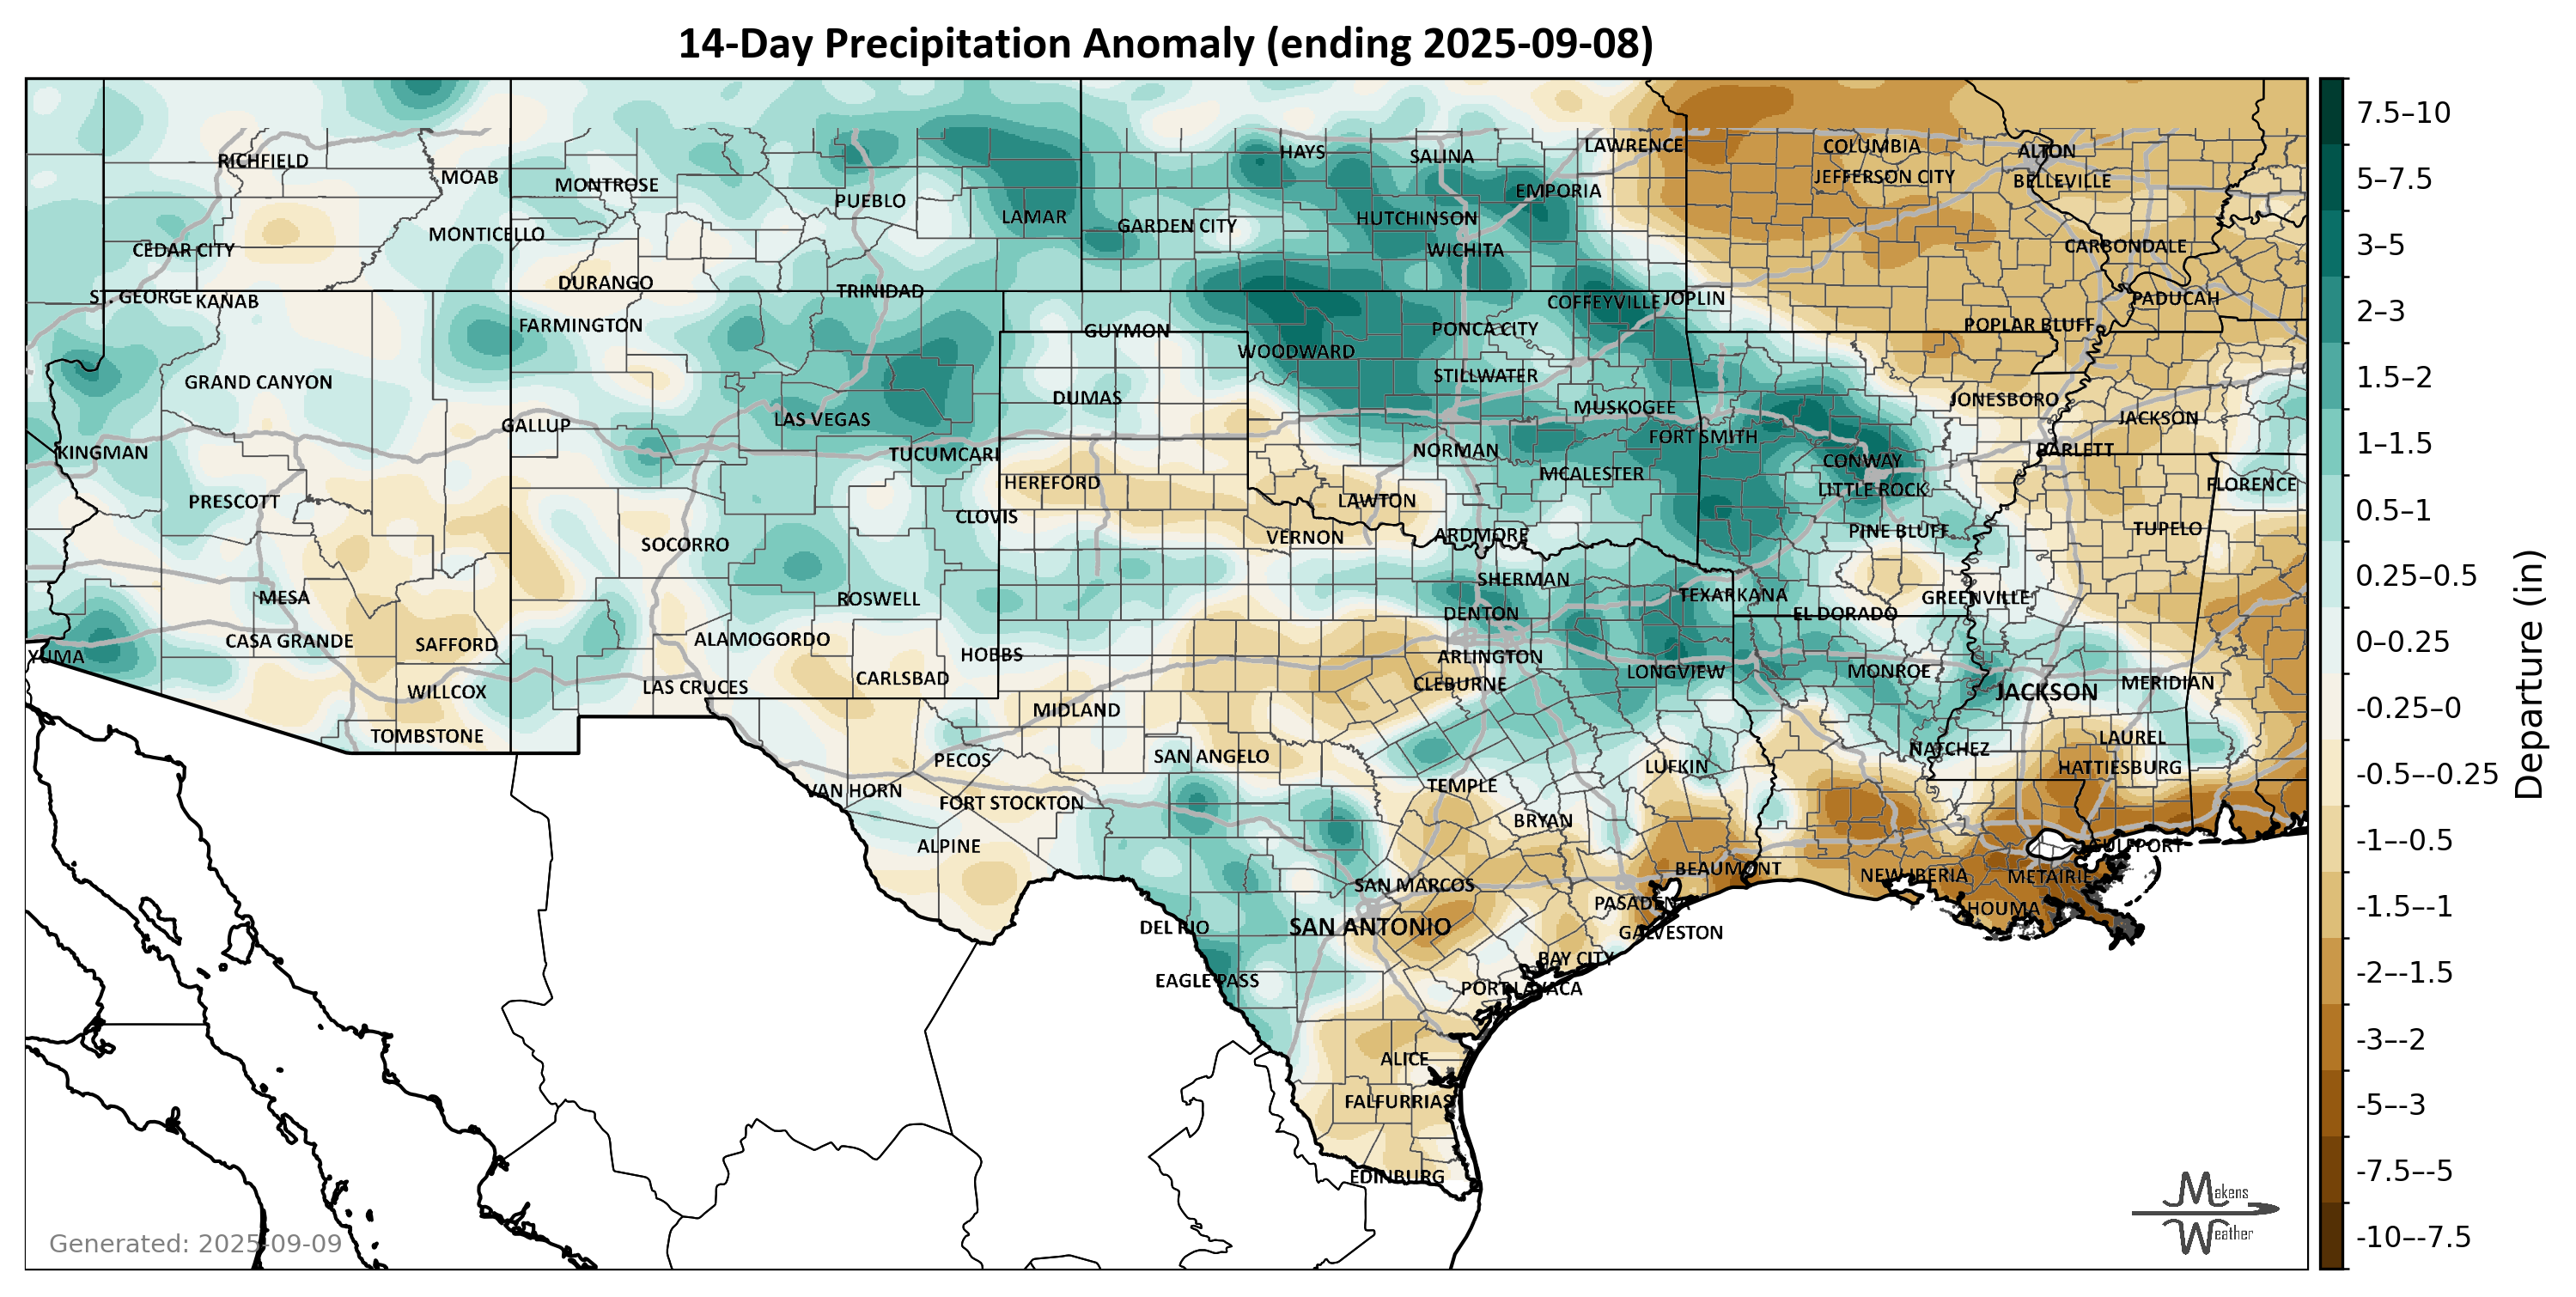 14-Day Precipitation Anomaly (ending 2025-09-08)
RICHFIELD
MOAB
MONTROSE
PUEBLO
LAMAR
HAYS
SALINA
LAWRENCE
EMPORIA
COLUMBIA
JEFFERSON CITY
ALTON
BELLEVILLE
CEDAR CITY
MONTICELLO
GARDEN CITY
HUTCHINSON
WICHITA
CARBONDALE
DURANGO
TRINIDAD
ST. GEORGE
KANAB
COFFEYVILLE
JOPLIN
PADUCAH
FARMINGTON
GUYMON
PONCA CITY
POPLAR BLUFF
WOODWARD
GRAND CANYON
STILLWATER
DUMAS
LAS VEGAS
MUSKOGEE
JONESBORO
JACKSON
GALLUP
KINGMAN
TUCUMCARI
NORMAN
FORT SMITH
BARLETT
CONWAY
MCALESTER
HEREFORD
LITTLE ROCK
FLORENCE
PRESCOTT
CLOVIS
LAWTON
PINE BLUFF
TUPELO
SOCORRO
VERNON
ARDMORE
SHERMAN
MESA
ROSWELL
TEXARKANA
GREENVILLE
DENTON
EL DORADO
CASA GRANDE
SAFFORD
ALAMOGORDO
YUMA
HOBBS
ARLINGTON
LONGVIEW
MONROE
CARLSBAD
CLEBURNE
WILLCOX
LAS CRUCES
JACKSON
MERIDIAN
MIDLAND
TOMBSTONE
PECOS
SAN ANGELO
NATCHEZ
LAUREL
LUFKIN
HATTIESBURG
VAN HORN
FORT STOCKTON
TEMPLE
BRYAN
ALPINE
GULFPORT
BEAUMONT
NEW IBERIA
METAIRIE
SAN MARCOS
PASADENA
HOUMA
DEL RIO
SAN ANTONIO
GALVESTON
EAGLE PASS
BAY CITY
PORT LAVACA
ALICE
FALFURRIAS
EDINBURG
Generated: 2025-09-09
Makens
Weather
7.5–10
5–7.5
3–5
2–3
1.5–2
1–1.5
0.5–1
0.25–0.5
0–0.25
-0.25–0
-0.5–-0.25
-1–-0.5
-1.5–-1
-2–-1.5
-3–-2
-5–-3
-7.5–-5
-10–-7.5
Departure (in)